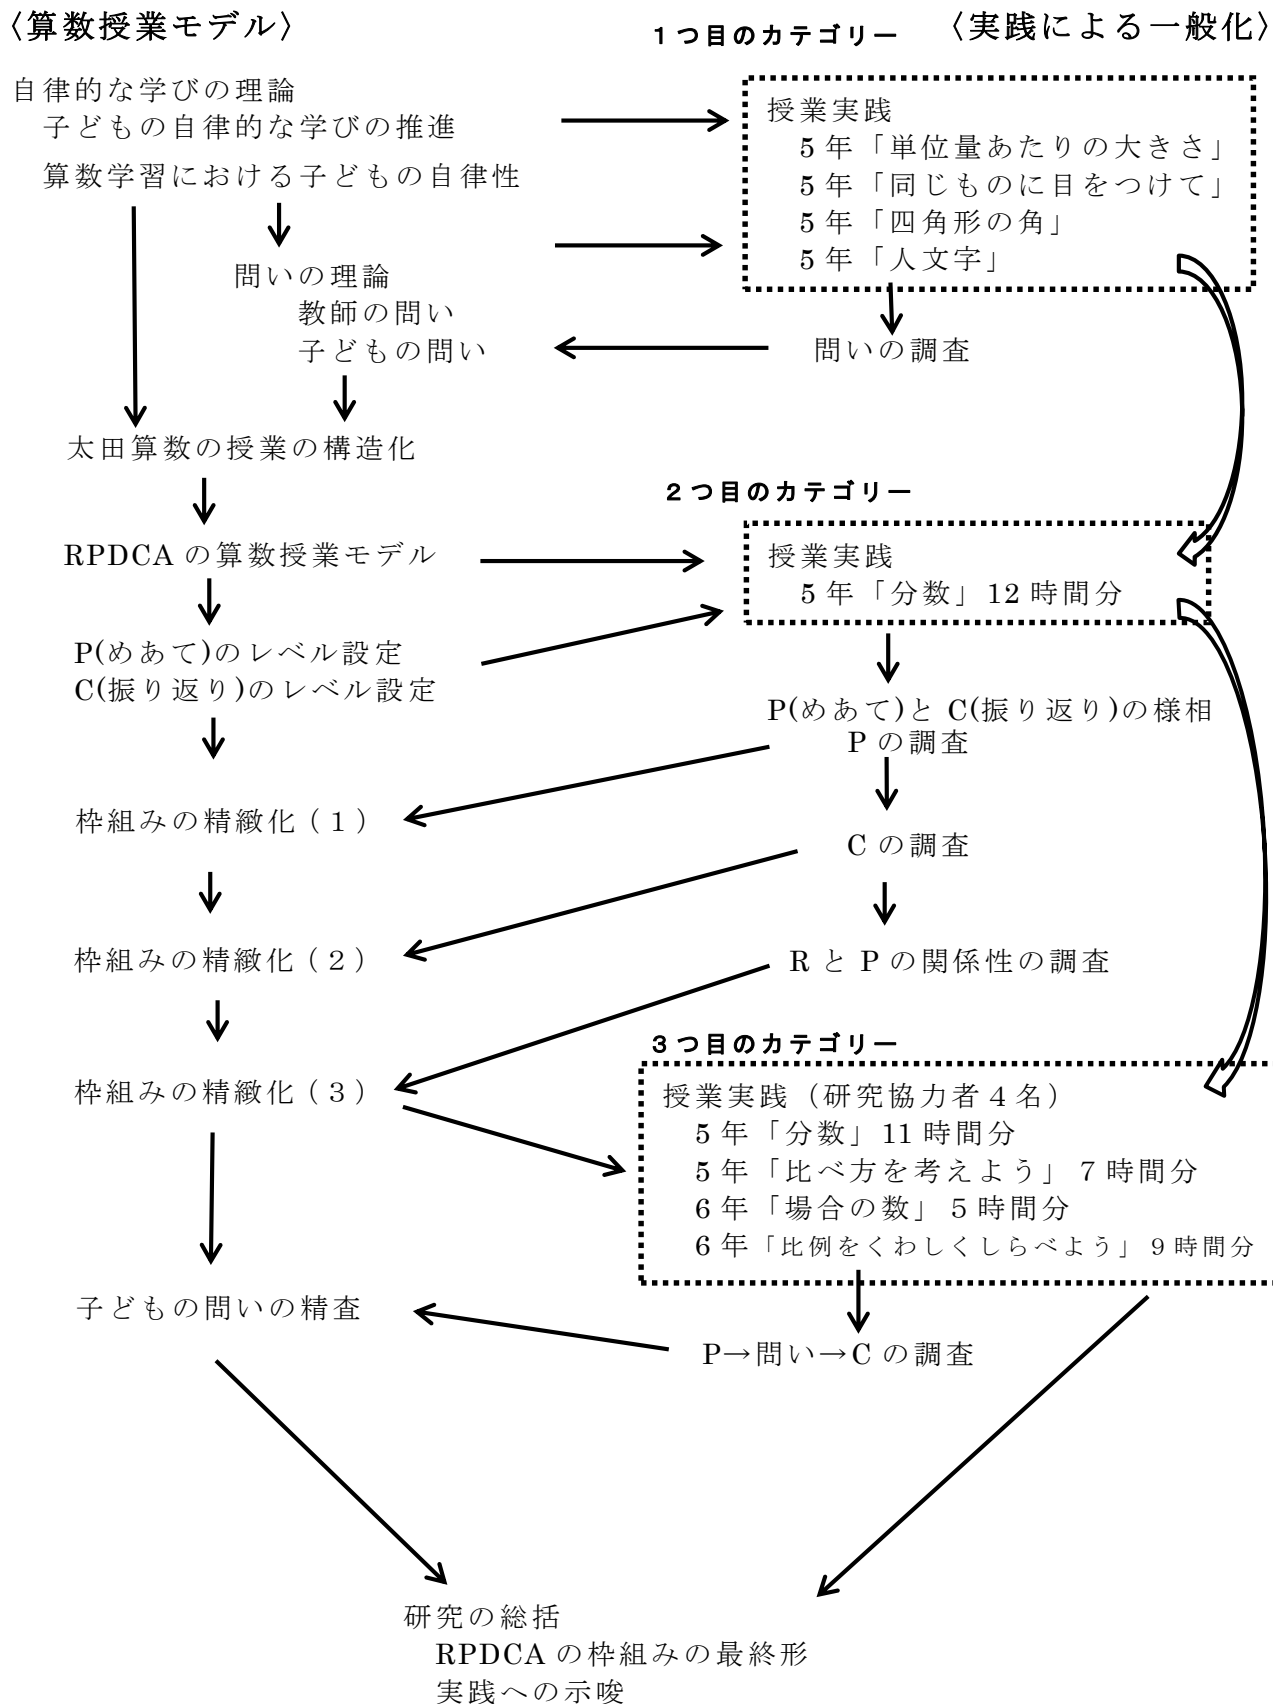 〈算数授業モデル〉
1つ目のカテゴリー
〈実践による一般化〉
自律的な学びの理論
子どもの自律的な学びの推進
算数学習における子どもの自律性
授業実践
5年「単位量あたりの大きさ」
5年「同じものに目をつけて」
5年「四角形の角」
5年「人文字」
問いの理論
教師の問い
子どもの問い
問いの調査
太田算数の授業の構造化
2つ目のカテゴリー
RPDCAの算数授業モデル
授業実践
5年「分数」12時間分
P(めあて)のレベル設定
C(振り返り)のレベル設定
P(めあて)とC(振り返り)の様相
Pの調査
枠組みの精緻化(1)
Cの調査
枠組みの精緻化(2)
RとPの関係性の調査
3つ目のカテゴリー
枠組みの精緻化(3)
授業実践(研究協力者4名)
5年「分数」11時間分
5年「比べ方を考えよう」7時間分
6年「場合の数」5時間分
6年「比例をくわしくしらべよう」9時間分
子どもの問いの精査
P→問い→Cの調査
研究の総括
RPDCAの枠組みの最終形
実践への示唆